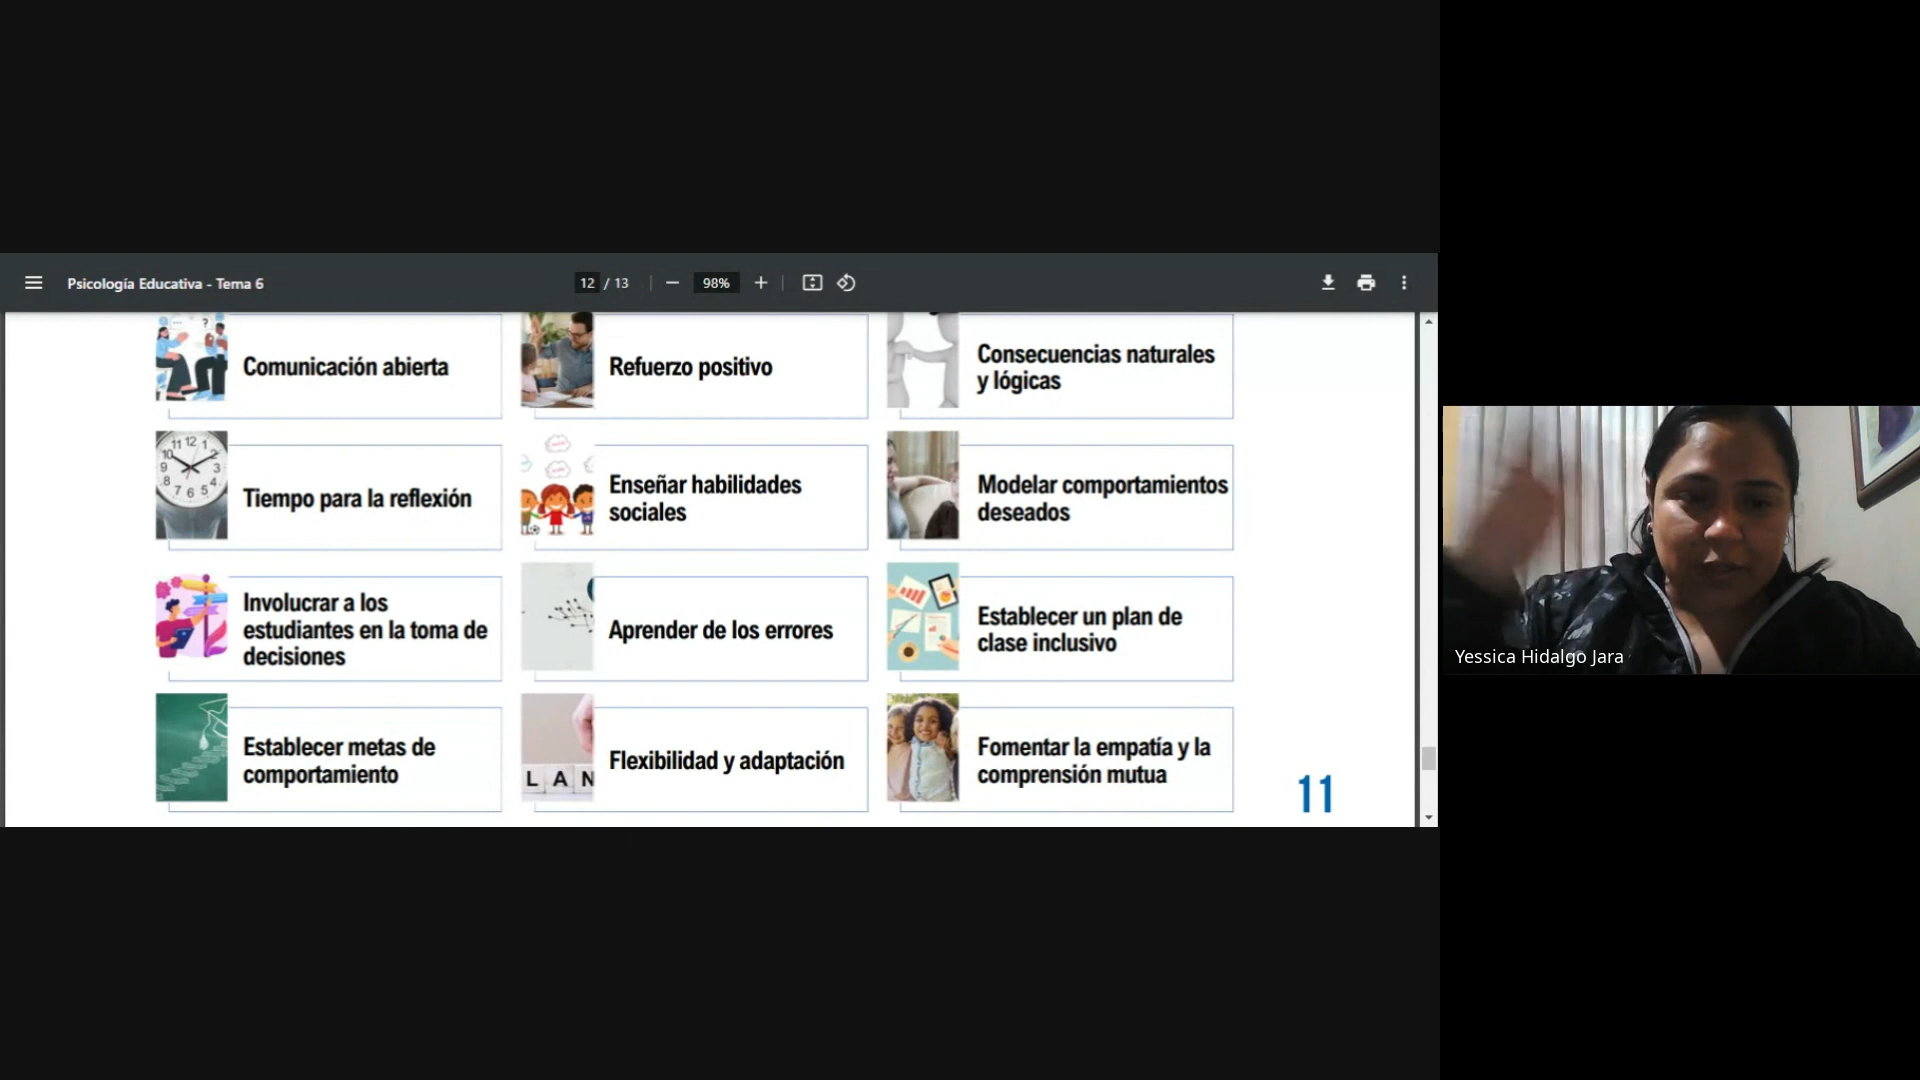 Psicología Educativa - Tema 6
12 / 13
98%
Comunicación abierta
Refuerzo positivo
Consecuencias naturales
y lógicas
Tiempo para la reflexión
Enseñar habilidades
sociales
Modelar comportamientos
deseados
Involucrar a los
estudiantes en la toma de
decisiones
Aprender de los errores
Establecer un plan de
clase inclusivo
Establecer metas de
comportamiento
L A N
Flexibilidad y adaptación
Fomentar la empatía y la
comprensión mutua
11
Yessica Hidalgo Jara